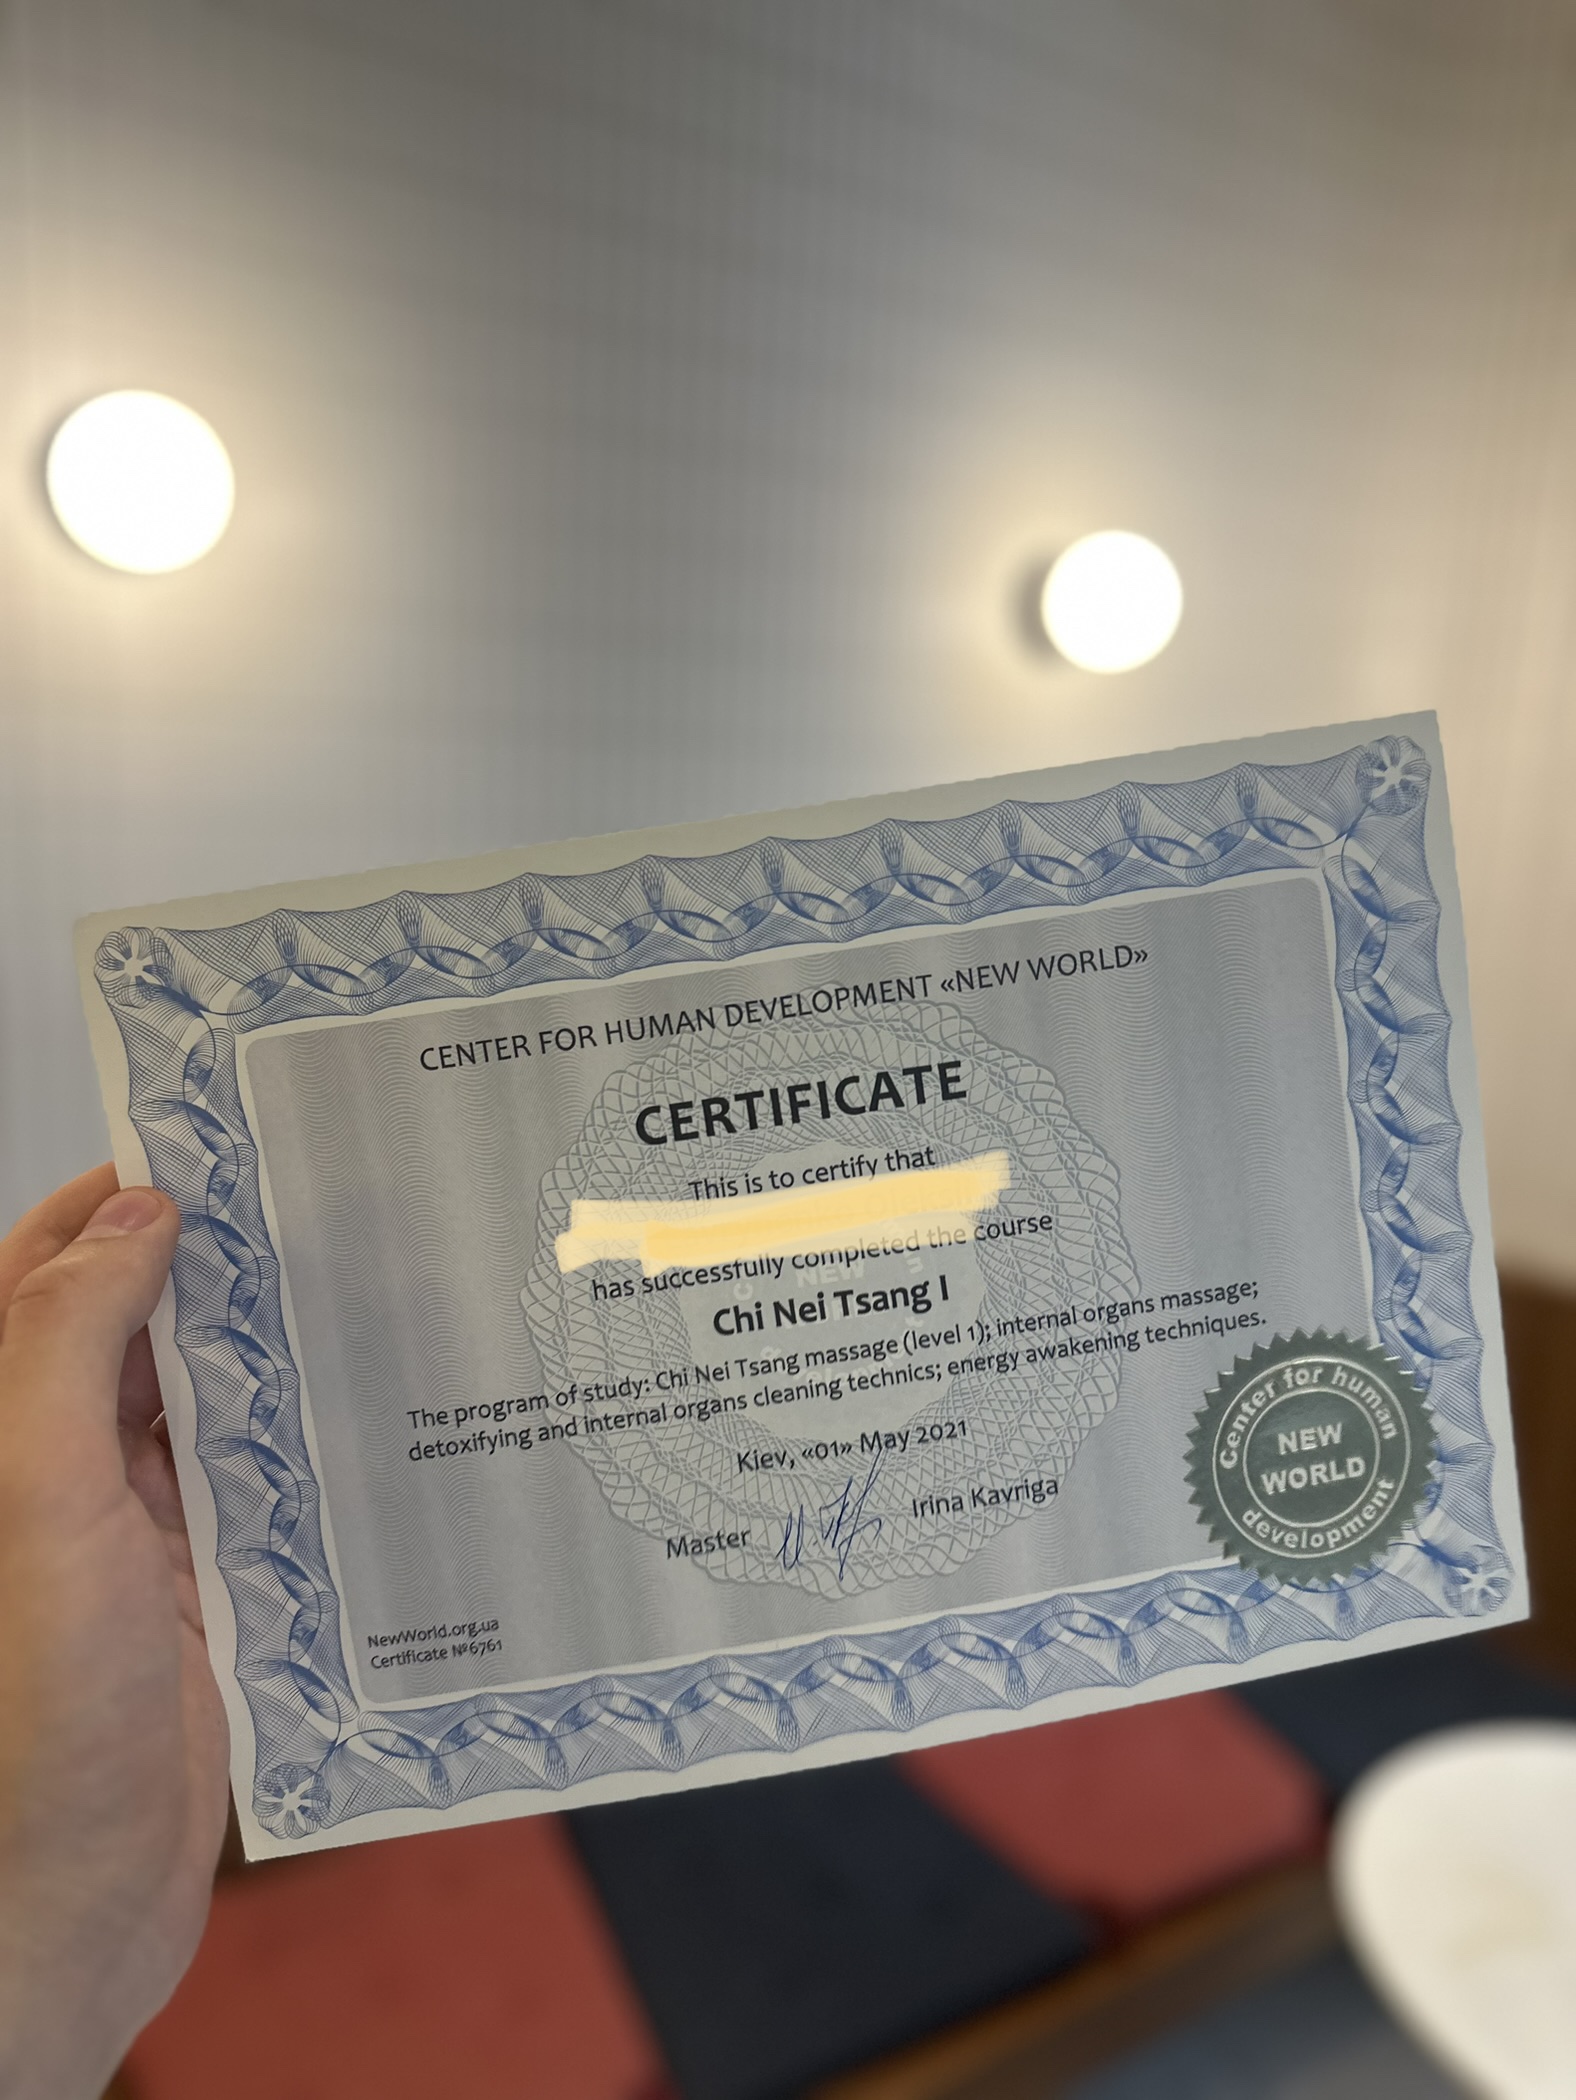 CENTER FOR HUMAN DEVELOPMENT «NEW WORLD»
CERTIFICATE
This is to certify that
has successfully completed the course
Chi Nei Tsang I
The program of study: Chi Nei Tsang massage (level 1); internal organs massage;
detoxifying and internal organs cleaning technics; energy awakening techniques.
Kiev, «01» May 2021
Master Irina Kavriga
NewWorld.org.ua
Certificate №6761
Center for human
NEW
WORLD
development